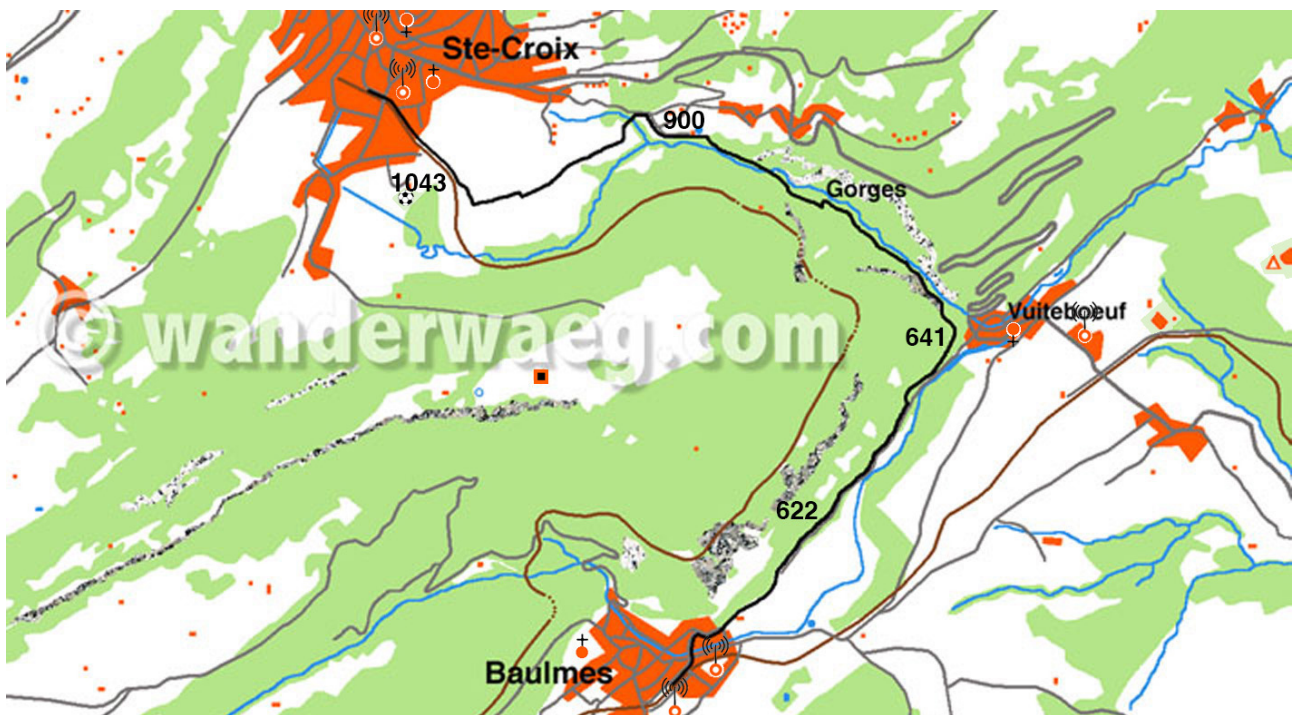 Ste-Croix
900
1043
Gorges
Vuiteboeuf
© wanderwaeg.com
641
622
Baulmes